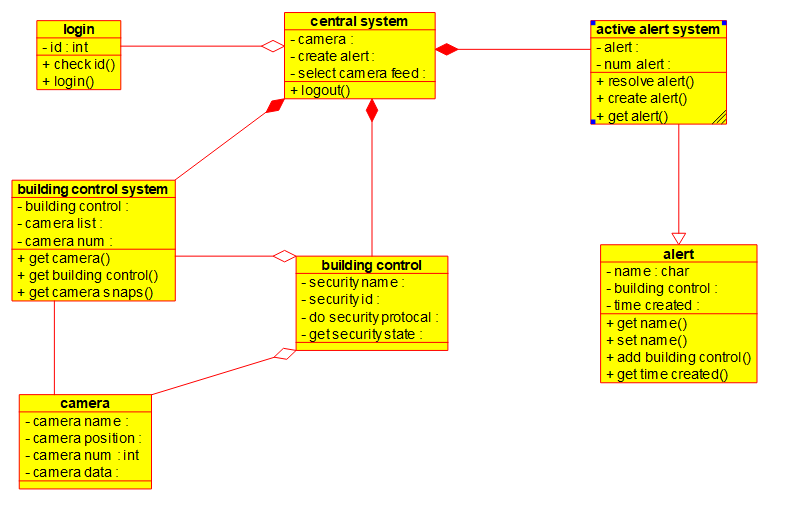 login
- id : int
+ check id()
+ login()
central system
- camera :
- create alert :
- select camera feed :
+ logout()
active alert system
- alert :
- num alert :
+ resolve alert()
+ create alert()
+ get alert()
building control system
- building control :
- camera list :
- camera num :
+ get camera()
+ get building control()
+ get camera snaps()
building control
- security name :
- security id :
- do security protocal :
- get security state :
alert
- name : char
- building control :
- time created :
+ get name()
+ set name()
+ add building control()
+ get time created()
camera
- camera name :
- camera position :
- camera num : int
- camera data :